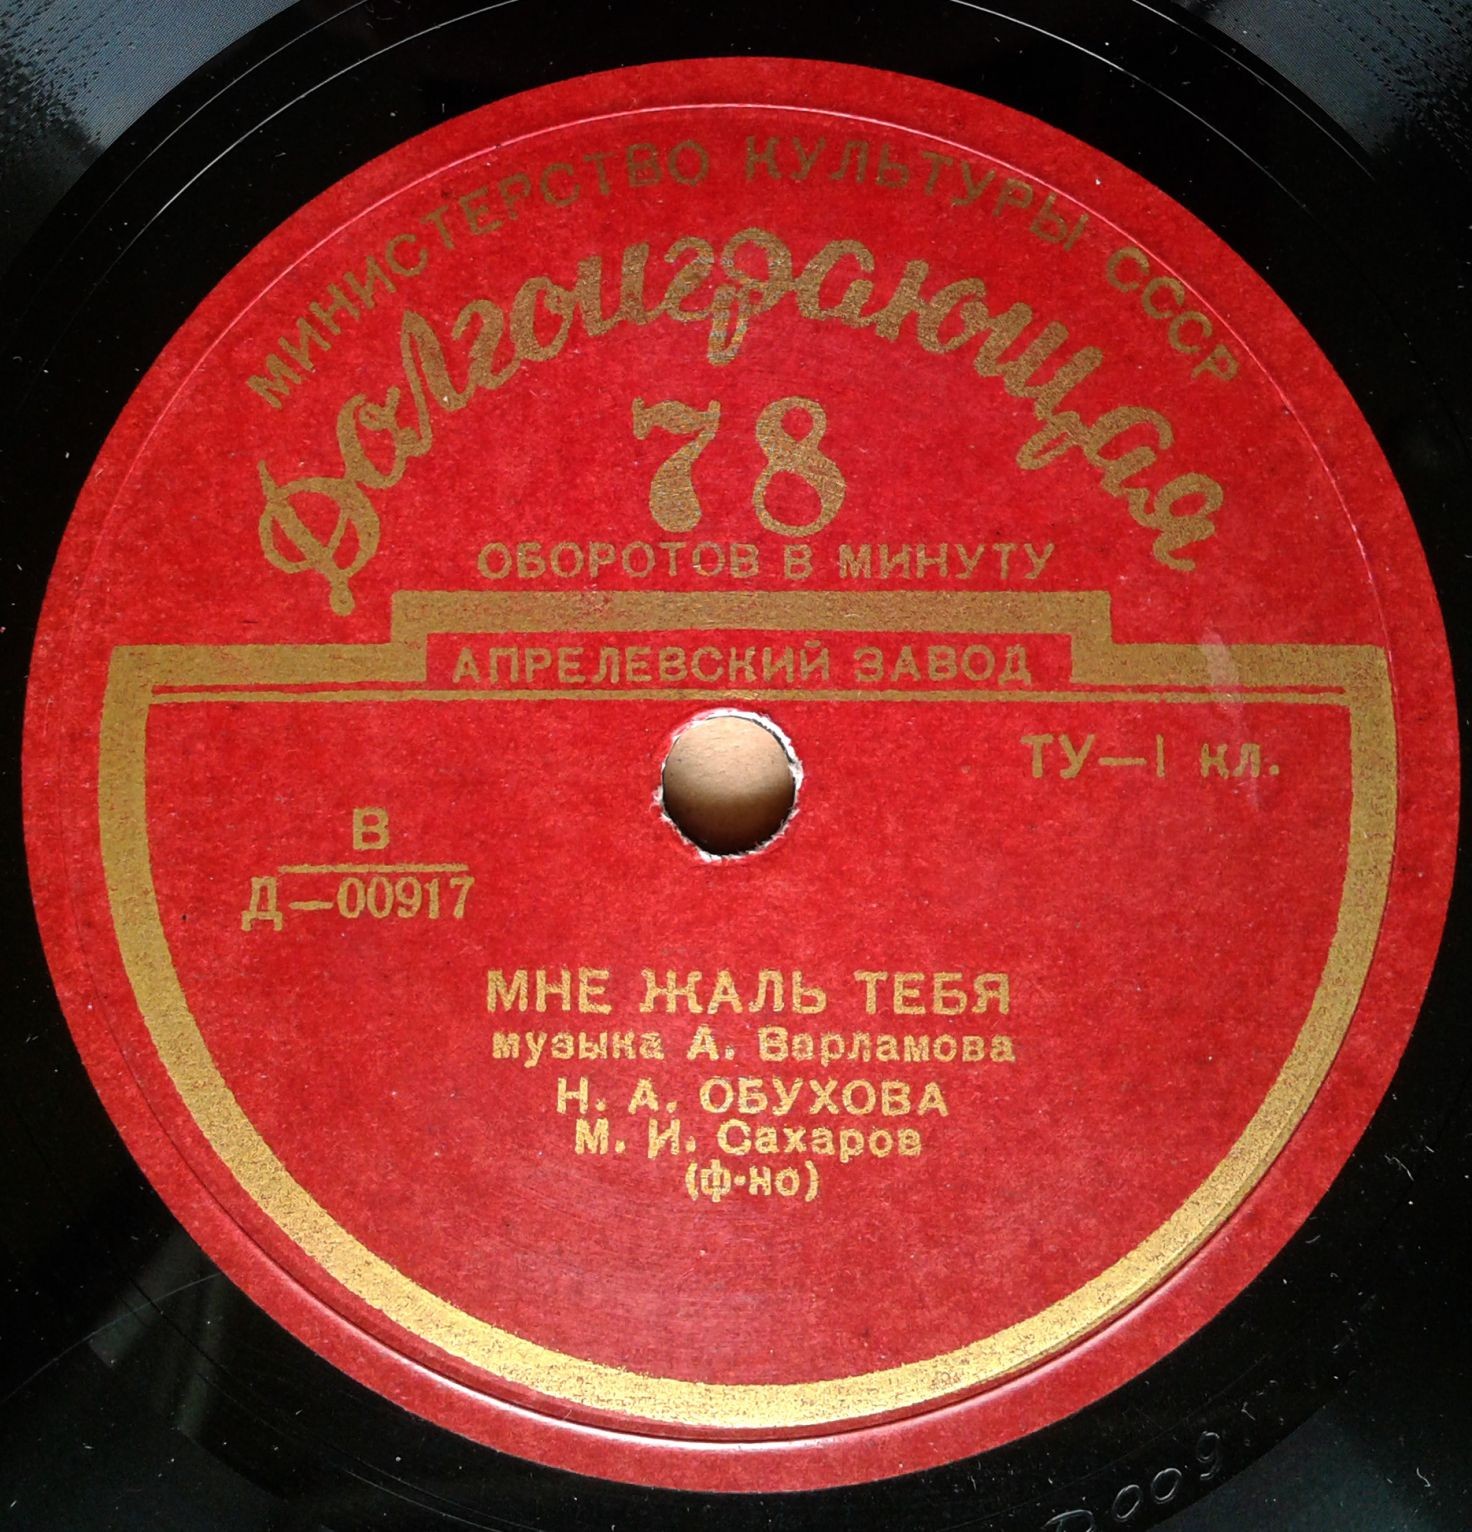 МИНИСТЕРСТВО КУЛЬТУРЫ СССР
Долгоиграющая
78
ОБОРОТОВ В МИНУТУ
АПРЕЛЕВСКИЙ ЗАВОД
ТУ—I кл.
В
Д—00917
МНЕ ЖАЛЬ ТЕБЯ
музыка А. Варламова
Н. А. ОБУХОВА
М. И. Сахаров
(ф-но)